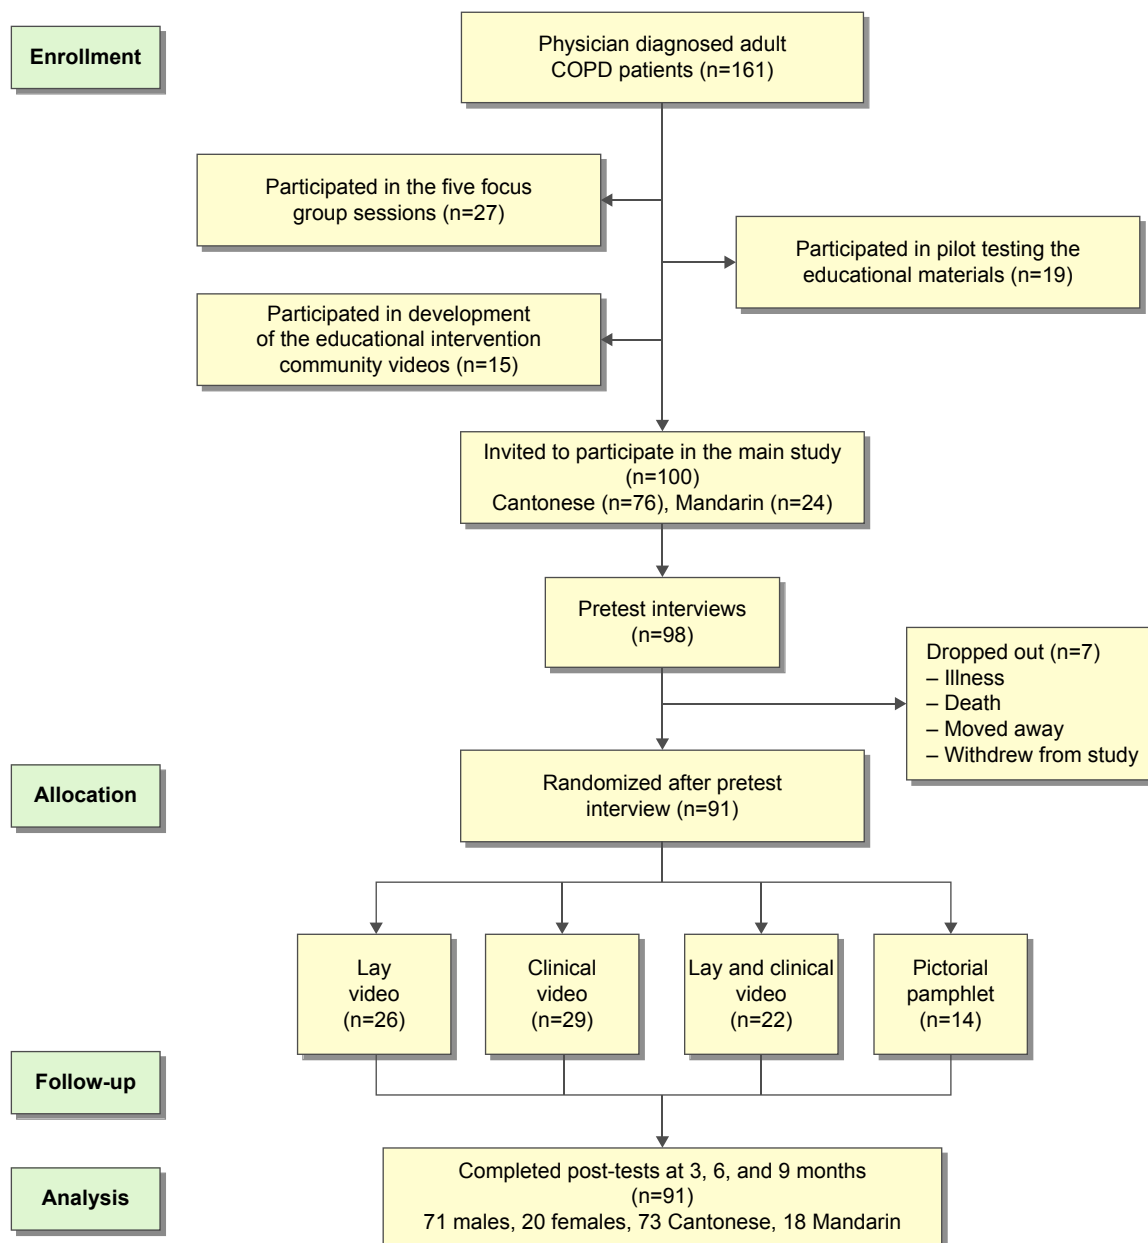 Enrollment
Physician diagnosed adult
COPD patients (n=161)
Participated in the five focus
group sessions (n=27)
Participated in pilot testing the
educational materials (n=19)
Participated in development
of the educational intervention
community videos (n=15)
Invited to participate in the main study
(n=100)
Cantonese (n=76), Mandarin (n=24)
Pretest interviews
(n=98)
Dropped out (n=7)
– Illness
– Death
– Moved away
– Withdrew from study
Allocation
Randomized after pretest
interview (n=91)
Lay
video
(n=26)
Clinical
video
(n=29)
Lay and clinical
video
(n=22)
Pictorial
pamphlet
(n=14)
Follow-up
Analysis
Completed post-tests at 3, 6, and 9 months
(n=91)
71 males, 20 females, 73 Cantonese, 18 Mandarin